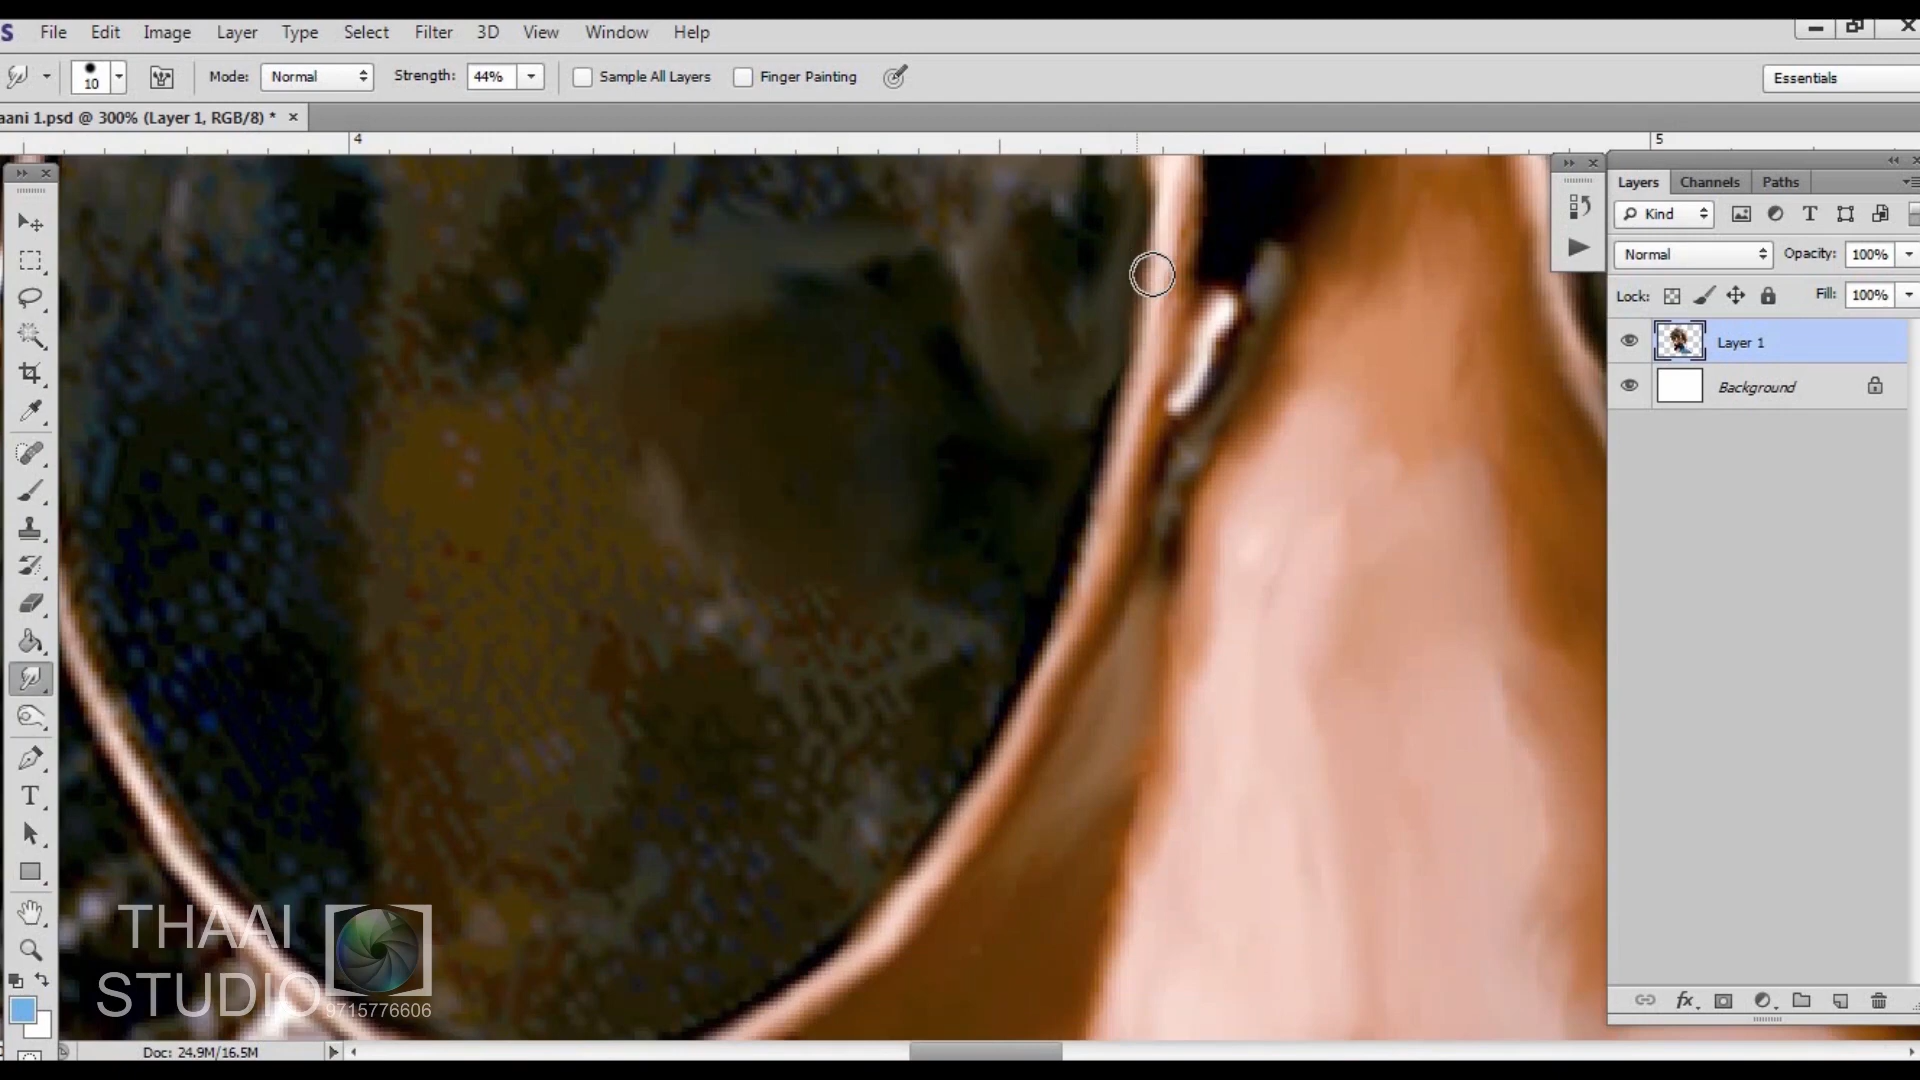 S File Edit Image Layer Type Select Filter 3D View Window Help
10 Mode: Normal Strength: 44% Sample All Layers Finger Painting Essentials
aani 1.psd @ 300% (Layer 1, RGB/8) * ×
4 5
Layers Channels Paths
Kind
Normal Opacity: 100%
Lock: Fill: 100%
Layer 1
Background
THAAI
STUDIO
9715776606
Doc: 24.9M/16.5M